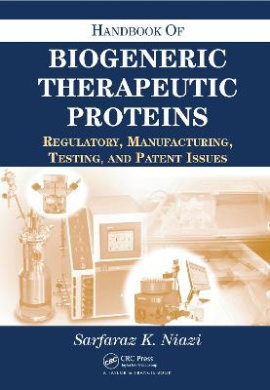 HANDBOOK OF
BIOGENERIC
THERAPEUTIC
PROTEINS
REGULATORY, MANUFACTURING,
TESTING, AND PATENT ISSUES
Sarfaraz K. Niazi
CRC Press